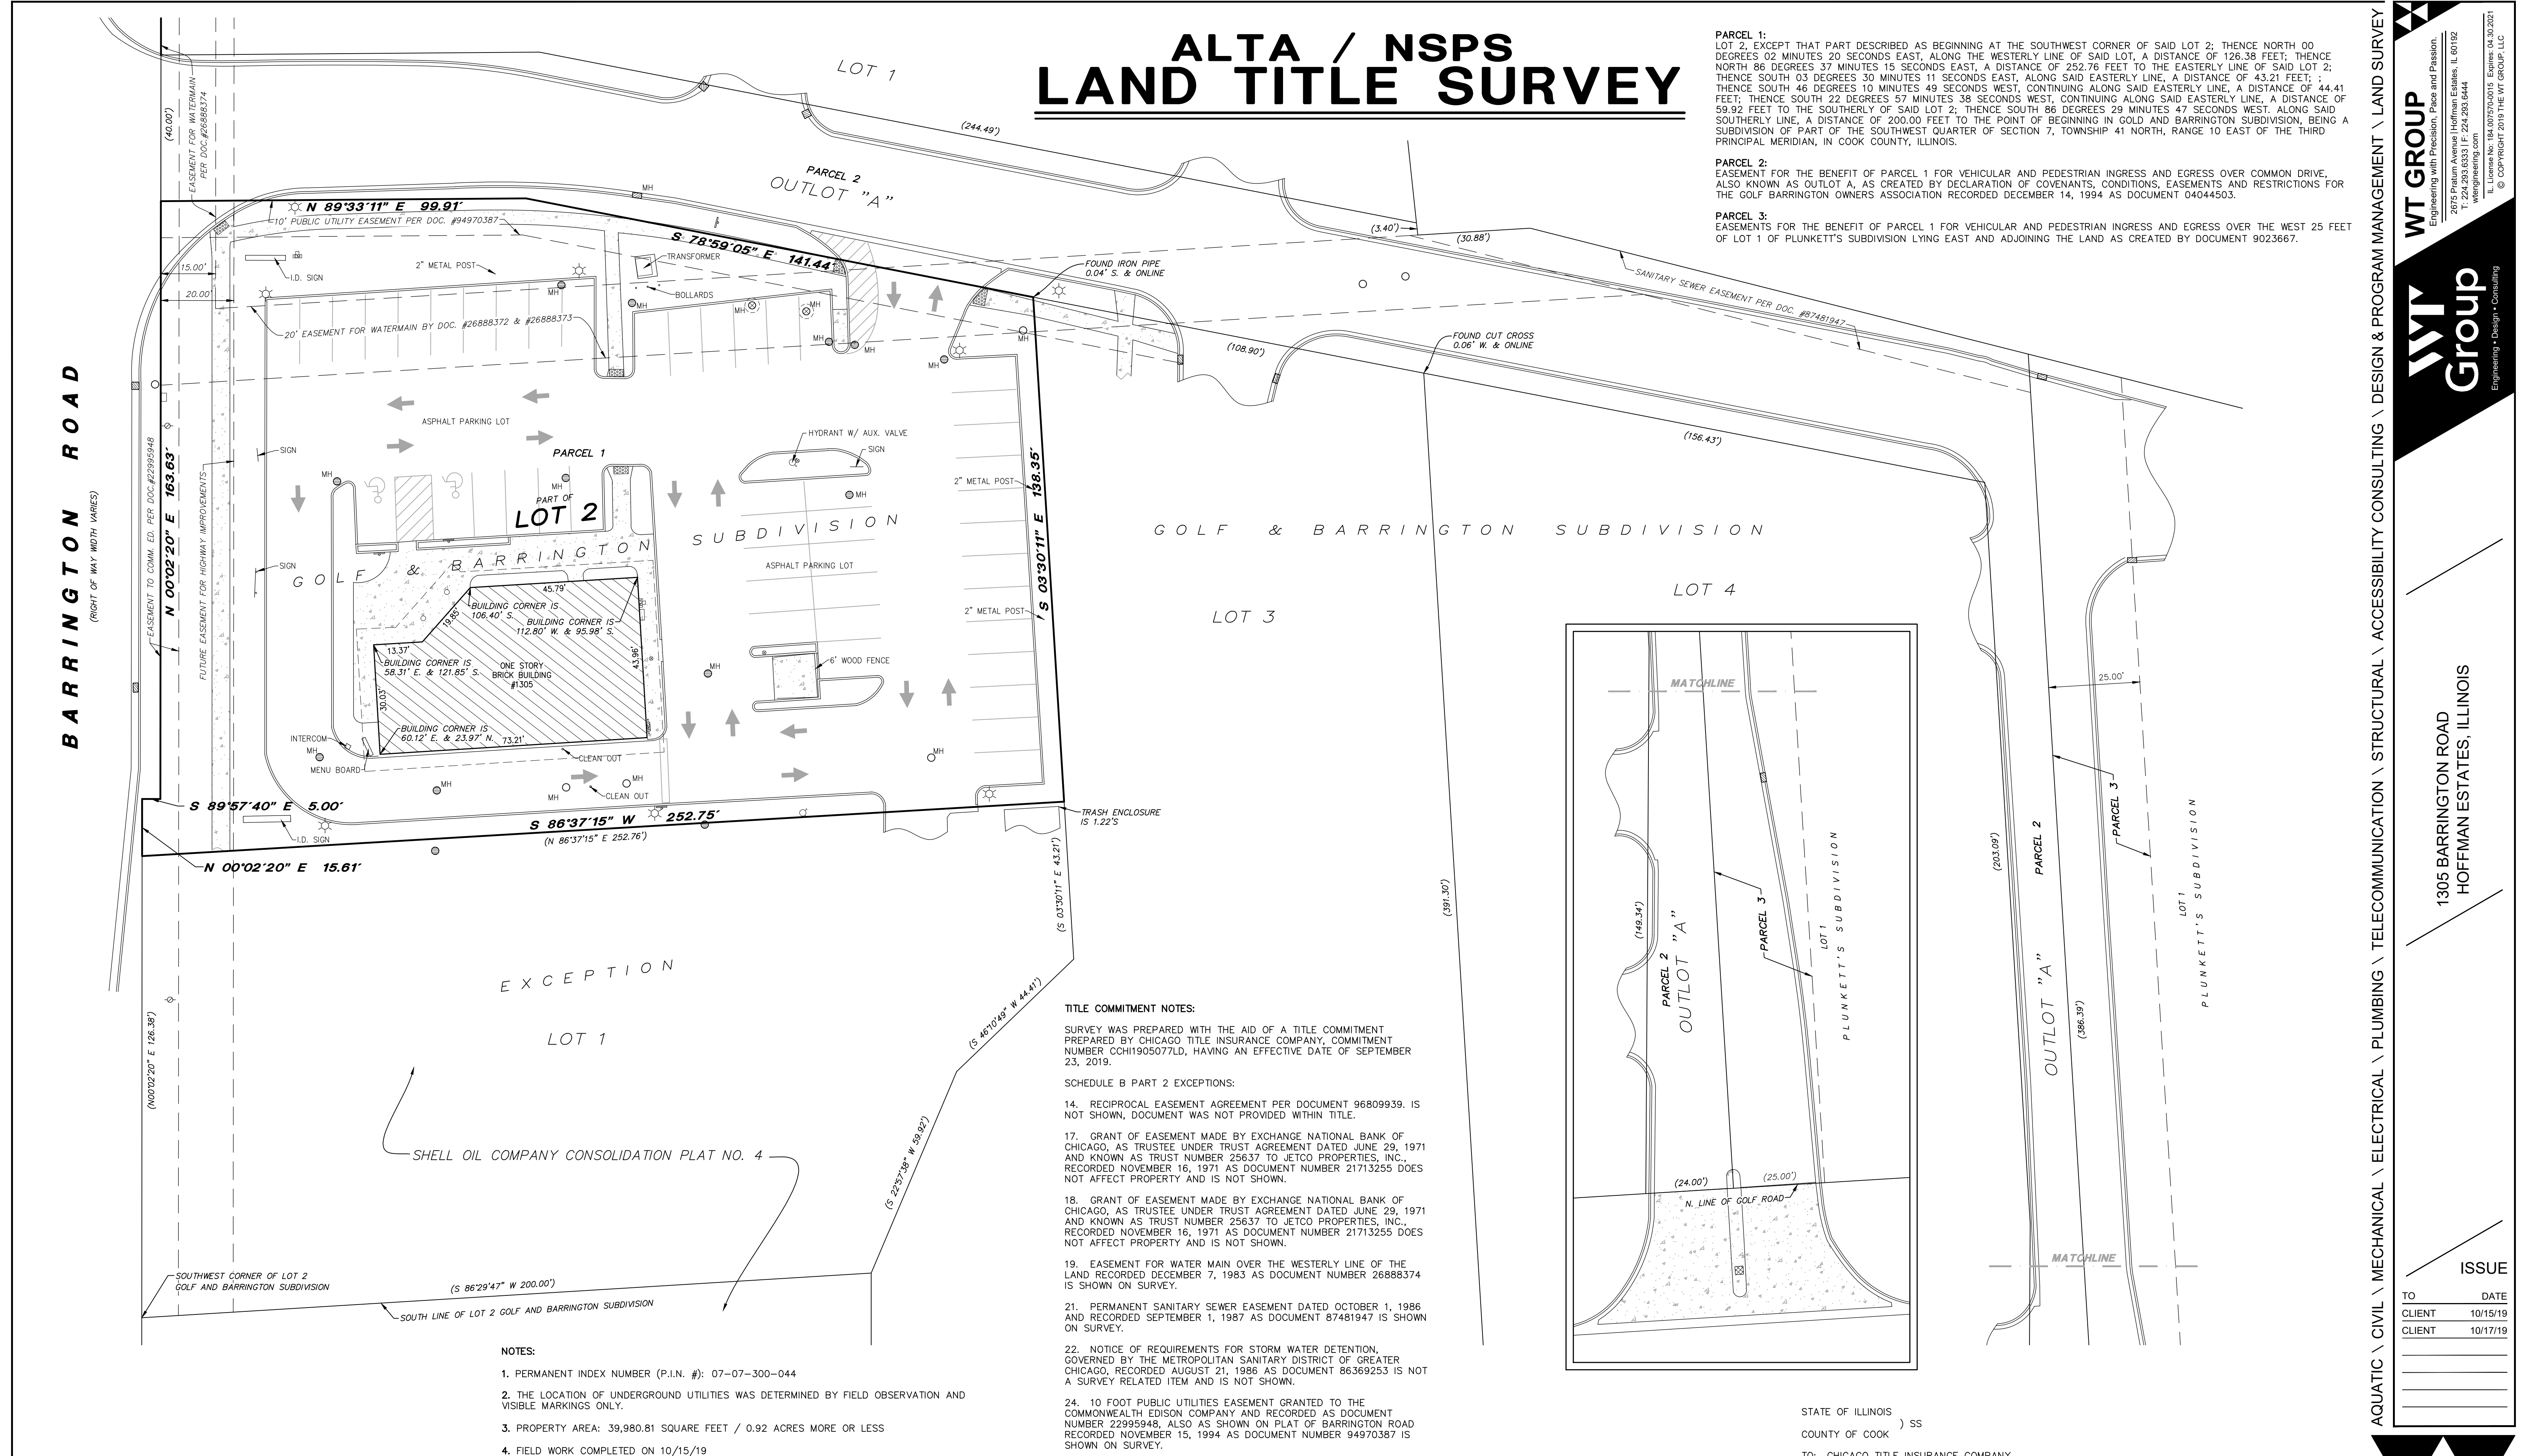 ALTA / NSPS
LAND TITLE SURVEY
PARCEL 1:
LOT 2, EXCEPT THAT PART DESCRIBED AS BEGINNING AT THE SOUTHWEST CORNER OF SAID LOT 2; THENCE NORTH 00
DEGREES 02 MINUTES 20 SECONDS EAST, ALONG THE WESTERLY LINE OF SAID LOT, A DISTANCE OF 126.38 FEET; THENCE
NORTH 86 DEGREES 37 MINUTES 15 SECONDS EAST, A DISTANCE OF 252.76 FEET TO THE EASTERLY LINE OF SAID LOT 2;
THENCE SOUTH 03 DEGREES 30 MINUTES 11 SECONDS EAST, ALONG SAID EASTERLY LINE, A DISTANCE OF 43.21 FEET; ;
THENCE SOUTH 46 DEGREES 10 MINUTES 49 SECONDS WEST, CONTINUING ALONG SAID EASTERLY LINE, A DISTANCE OF 44.41
FEET; THENCE SOUTH 22 DEGREES 57 MINUTES 38 SECONDS WEST, CONTINUING ALONG SAID EASTERLY LINE, A DISTANCE OF
59.92 FEET TO THE SOUTHERLY OF SAID LOT 2; THENCE SOUTH 86 DEGREES 29 MINUTES 47 SECONDS WEST. ALONG SAID
SOUTHERLY LINE, A DISTANCE OF 200.00 FEET TO THE POINT OF BEGINNING IN GOLD AND BARRINGTON SUBDIVISION, BEING A
SUBDIVISION OF PART OF THE SOUTHWEST QUARTER OF SECTION 7, TOWNSHIP 41 NORTH, RANGE 10 EAST OF THE THIRD
PRINCIPAL MERIDIAN, IN COOK COUNTY, ILLINOIS.
PARCEL 2:
EASEMENT FOR THE BENEFIT OF PARCEL 1 FOR VEHICULAR AND PEDESTRIAN INGRESS AND EGRESS OVER COMMON DRIVE,
ALSO KNOWN AS OUTLOT A, AS CREATED BY DECLARATION OF COVENANTS, CONDITIONS, EASEMENTS AND RESTRICTIONS FOR
THE GOLF BARRINGTON OWNERS ASSOCIATION RECORDED DECEMBER 14, 1994 AS DOCUMENT 04044503.
PARCEL 3:
EASEMENTS FOR THE BENEFIT OF PARCEL 1 FOR VEHICULAR AND PEDESTRIAN INGRESS AND EGRESS OVER THE WEST 25 FEET
OF LOT 1 OF PLUNKETT'S SUBDIVISION LYING EAST AND ADJOINING THE LAND AS CREATED BY DOCUMENT 9023667.
LOT 1
(244.49')
(40.00')
EASEMENT FOR WATERMAIN
PER DOC.#26888374
PARCEL 2
OUTLOT "A"
MH
N 89°33'11" E 99.91'
10' PUBLIC UTILITY EASEMENT PER DOC. #94970387
S 78°59'05" E 141.44'
(3.40')
(30.88')
SANITARY SEWER EASEMENT PER DOC. #87481947
15.00'
20.00'
I.D. SIGN
2" METAL POST
TRANSFORMER
BOLLARDS
FOUND IRON PIPE
0.04' S. & ONLINE
MH
MH
MH
MH
MH
MH
MH
MH
20' EASEMENT FOR WATERMAIN BY DOC. #26888372 & #26888373
(108.90')
FOUND CUT CROSS
0.06' W. & ONLINE
(156.43')
BARRINGTON ROAD
(RIGHT OF WAY WIDTH VARIES)
EASEMENT TO COMM. ED. PER DOC.#22995948
N 00°02'20" E 163.63'
FUTURE EASEMENT FOR HIGHWAY IMPROVEMENTS
ASPHALT PARKING LOT
PARCEL 1
HYDRANT W/ AUX. VALVE
SIGN
SIGN
MH
MH
MH
PART OF
LOT 2
2" METAL POST
S 03°30'11" E 138.35'
GOLF & BARRINGTON SUBDIVISION
GOLF & BARRINGTON SUBDIVISION
LOT 3
LOT 4
SIGN
ASPHALT PARKING LOT
2" METAL POST
45.79'
BUILDING CORNER IS
106.40' S.
BUILDING CORNER IS
112.80' W. & 95.98' S.
19.85'
13.37'
BUILDING CORNER IS
58.31' E. & 121.85' S.
ONE STORY
BRICK BUILDING
#1305
43.96'
MH
6' WOOD FENCE
30.03'
BUILDING CORNER IS
60.12' E. & 23.97' N.
73.21'
INTERCOM
MH
MENU BOARD
CLEAN OUT
MH
MH
MH
CLEAN OUT
MH
S 89°57'40" E 5.00'
I.D. SIGN
S 86°37'15" W 252.75'
(N 86°37'15" E 252.76')
TRASH ENCLOSURE
IS 1.22'S
N 00°02'20" E 15.61'
(S 03°30'11" E 43.21')
(391.30')
EXCEPTION
LOT 1
(N00°02'20" E 126.38')
(S 46°10'49" W 44.41')
(S 22°57'38" W 59.92')
SHELL OIL COMPANY CONSOLIDATION PLAT NO. 4
SOUTHWEST CORNER OF LOT 2
GOLF AND BARRINGTON SUBDIVISION
(S 86°29'47" W 200.00')
SOUTH LINE OF LOT 2 GOLF AND BARRINGTON SUBDIVISION
NOTES:
1. PERMANENT INDEX NUMBER (P.I.N. #): 07-07-300-044
2. THE LOCATION OF UNDERGROUND UTILITIES WAS DETERMINED BY FIELD OBSERVATION AND
VISIBLE MARKINGS ONLY.
3. PROPERTY AREA: 39,980.81 SQUARE FEET / 0.92 ACRES MORE OR LESS
4. FIELD WORK COMPLETED ON 10/15/19
TITLE COMMITMENT NOTES:
SURVEY WAS PREPARED WITH THE AID OF A TITLE COMMITMENT
PREPARED BY CHICAGO TITLE INSURANCE COMPANY, COMMITMENT
NUMBER CCHI1905077LD, HAVING AN EFFECTIVE DATE OF SEPTEMBER
23, 2019.
SCHEDULE B PART 2 EXCEPTIONS:
14. RECIPROCAL EASEMENT AGREEMENT PER DOCUMENT 96809939. IS
NOT SHOWN, DOCUMENT WAS NOT PROVIDED WITHIN TITLE.
17. GRANT OF EASEMENT MADE BY EXCHANGE NATIONAL BANK OF
CHICAGO, AS TRUSTEE UNDER TRUST AGREEMENT DATED JUNE 29, 1971
AND KNOWN AS TRUST NUMBER 25637 TO JETCO PROPERTIES, INC.,
RECORDED NOVEMBER 16, 1971 AS DOCUMENT NUMBER 21713255 DOES
NOT AFFECT PROPERTY AND IS NOT SHOWN.
18. GRANT OF EASEMENT MADE BY EXCHANGE NATIONAL BANK OF
CHICAGO, AS TRUSTEE UNDER TRUST AGREEMENT DATED JUNE 29, 1971
AND KNOWN AS TRUST NUMBER 25637 TO JETCO PROPERTIES, INC.,
RECORDED NOVEMBER 16, 1971 AS DOCUMENT NUMBER 21713255 DOES
NOT AFFECT PROPERTY AND IS NOT SHOWN.
19. EASEMENT FOR WATER MAIN OVER THE WESTERLY LINE OF THE
LAND RECORDED DECEMBER 7, 1983 AS DOCUMENT NUMBER 26888374
IS SHOWN ON SURVEY.
21. PERMANENT SANITARY SEWER EASEMENT DATED OCTOBER 1, 1986
AND RECORDED SEPTEMBER 1, 1987 AS DOCUMENT 87481947 IS SHOWN
ON SURVEY.
22. NOTICE OF REQUIREMENTS FOR STORM WATER DETENTION,
GOVERNED BY THE METROPOLITAN SANITARY DISTRICT OF GREATER
CHICAGO, RECORDED AUGUST 21, 1986 AS DOCUMENT 86369253 IS NOT
A SURVEY RELATED ITEM AND IS NOT SHOWN.
24. 10 FOOT PUBLIC UTILITIES EASEMENT GRANTED TO THE
COMMONWEALTH EDISON COMPANY AND RECORDED AS DOCUMENT
NUMBER 22995948, ALSO AS SHOWN ON PLAT OF BARRINGTON ROAD
RECORDED NOVEMBER 15, 1994 AS DOCUMENT NUMBER 94970387 IS
SHOWN ON SURVEY.
MATCHLINE
(149.34')
PARCEL 2
OUTLOT "A"
PARCEL 3
LOT 1
PLUNKETT'S SUBDIVISION
(24.00')
(25.00')
N. LINE OF GOLF ROAD
25.00'
(203.09')
PARCEL 2
OUTLOT "A"
(386.39')
PARCEL 3
LOT 1
PLUNKETT'S SUBDIVISION
MATCHLINE
STATE OF ILLINOIS
) SS
COUNTY OF COOK
TO: CHICAGO TITLE INSURANCE COMPANY
AQUATIC \ CIVIL \ MECHANICAL \ ELECTRICAL \ PLUMBING \ TELECOMMUNICATION \ STRUCTURAL \ ACCESSIBILITY CONSULTING \ DESIGN & PROGRAM MANAGEMENT \ LAND SURVEY
WT GROUP
Engineering with Precision, Pace and Passion.
2675 Pratum Avenue | Hoffman Estates, IL 60192
T: 224.293.6333 | F: 224.293.6444
wtengineering.com
IL. License No: 184.007570-0015 Expires: 04.30.2021
© COPYRIGHT 2019 THE WT GROUP, LLC
WT
Group
Engineering • Design • Consulting
1305 BARRINGTON ROAD
HOFFMAN ESTATES, ILLINOIS
ISSUE
TO DATE
CLIENT 10/15/19
CLIENT 10/17/19